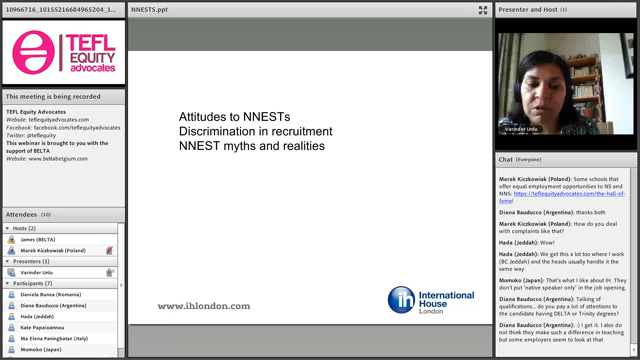 10966716_10155216684965204_1...
TEFL
EQUITY
advocates
This meeting is being recorded
TEFL Equity Advocates
Website: teflequityadvocates.com
Facebook: facebook.com/teflequityadvocates
Twitter: @teflequity
This webinar is brought to you with the
support of BELTA
Website: www.beltabelgium.com
Attendees (10)
Hosts (2)
James (BELTA)
Marek Kiczkowiak (Poland)
Presenters (1)
Varinder Unlu
Participants (7)
Daniela Bunea (Romania)
Diana Bauducco (Argentina)
Hada (Jeddah)
Kate Papaioannou
Ma Elena Paningbatan (Italy)
Momoko (Japan)
NNESTS.ppt
Attitudes to NNESTs
Discrimination in recruitment
NNEST myths and realities
www.ihlondon.com
ih
International
House
London
Presenter and Host (1)
Varinder Unlu
Chat (Everyone)
Marek Kiczkowiak (Poland): Some schools
that offer equal employment opportunities to NS
and NNS:
https://teflequityadvocates.com/the-hall-of-
fame/
Diana Bauducco (Argentina): thanks both
Marek Kiczkowiak (Poland): How do you
deal with complaints like that?
Hada (Jeddah): Wow!
Hada (Jeddah): We get this a lot too where I work
(BC Jeddah) and the heads usually handle it the
same way.
Momoko (Japan): That's what I like about IH. They
don't put 'native speaker only' in the job opening.
Diana Bauducco (Argentina): Talking of
qualifications... do you pay a lot of attentions
to the candidate having DELTA or Trinity degrees?
Diana Bauducco (Argentina): :) I get it. I also do
not think they make such a difference in teaching
but some employers seem to look at that